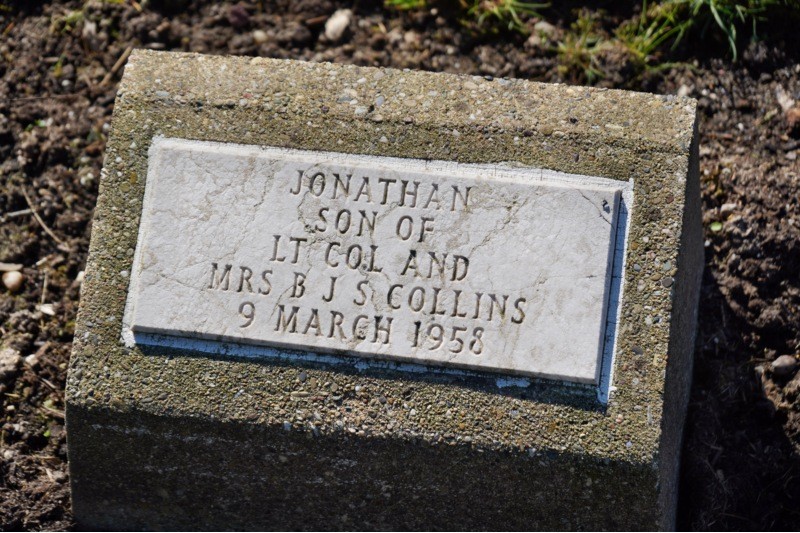 JONATHAN
SON OF
LT COL AND
MRS B J S COLLINS
9 MARCH 1958